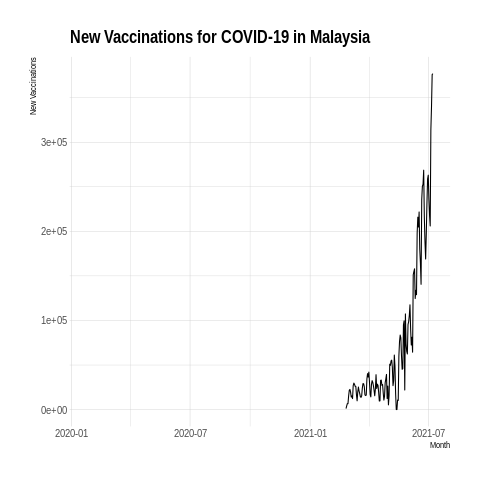 New Vaccinations for COVID-19 in Malaysia
New Vaccinations
3e+05
2e+05
1e+05
0e+00
2020-01 2020-07 2021-01 2021-07
Month